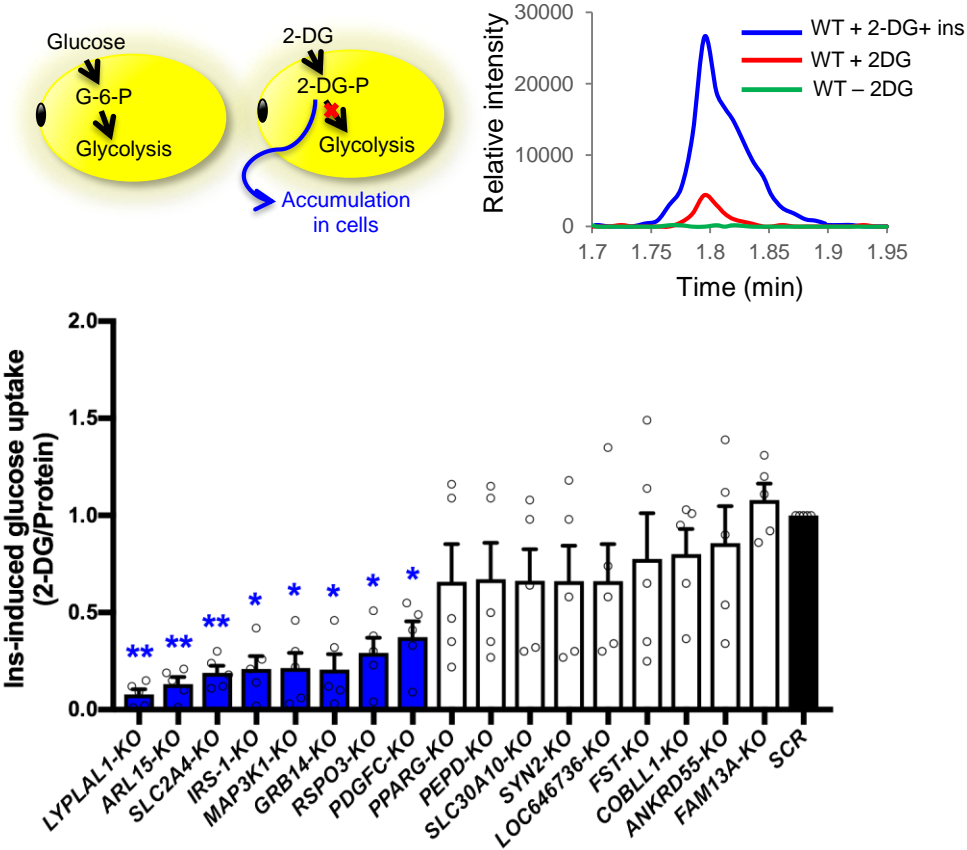 Glucose
G-6-P
Glycolysis
2-DG
2-DG-P
Glycolysis
Accumulation
in cells
Relative intensity
30000
20000
10000
0
1.7 1.75 1.8 1.85 1.9 1.95
Time (min)
WT + 2-DG+ ins
WT + 2DG
WT – 2DG
Ins-induced glucose uptake
(2-DG/Protein)
2.0
1.5
1.0
0.5
0.0
** ** ** * * * * *
LYPLAL1-KO
ARL15-KO
SLC2A4-KO
IRS-1-KO
MAP3K1-KO
GRB14-KO
RSPO3-KO
PDGFC-KO
PPARG-KO
PEPD-KO
SLC30A10-KO
SYN2-KO
LOC646736-KO
FST-KO
COBLL1-KO
ANKRD55-KO
FAM13A-KO
SCR